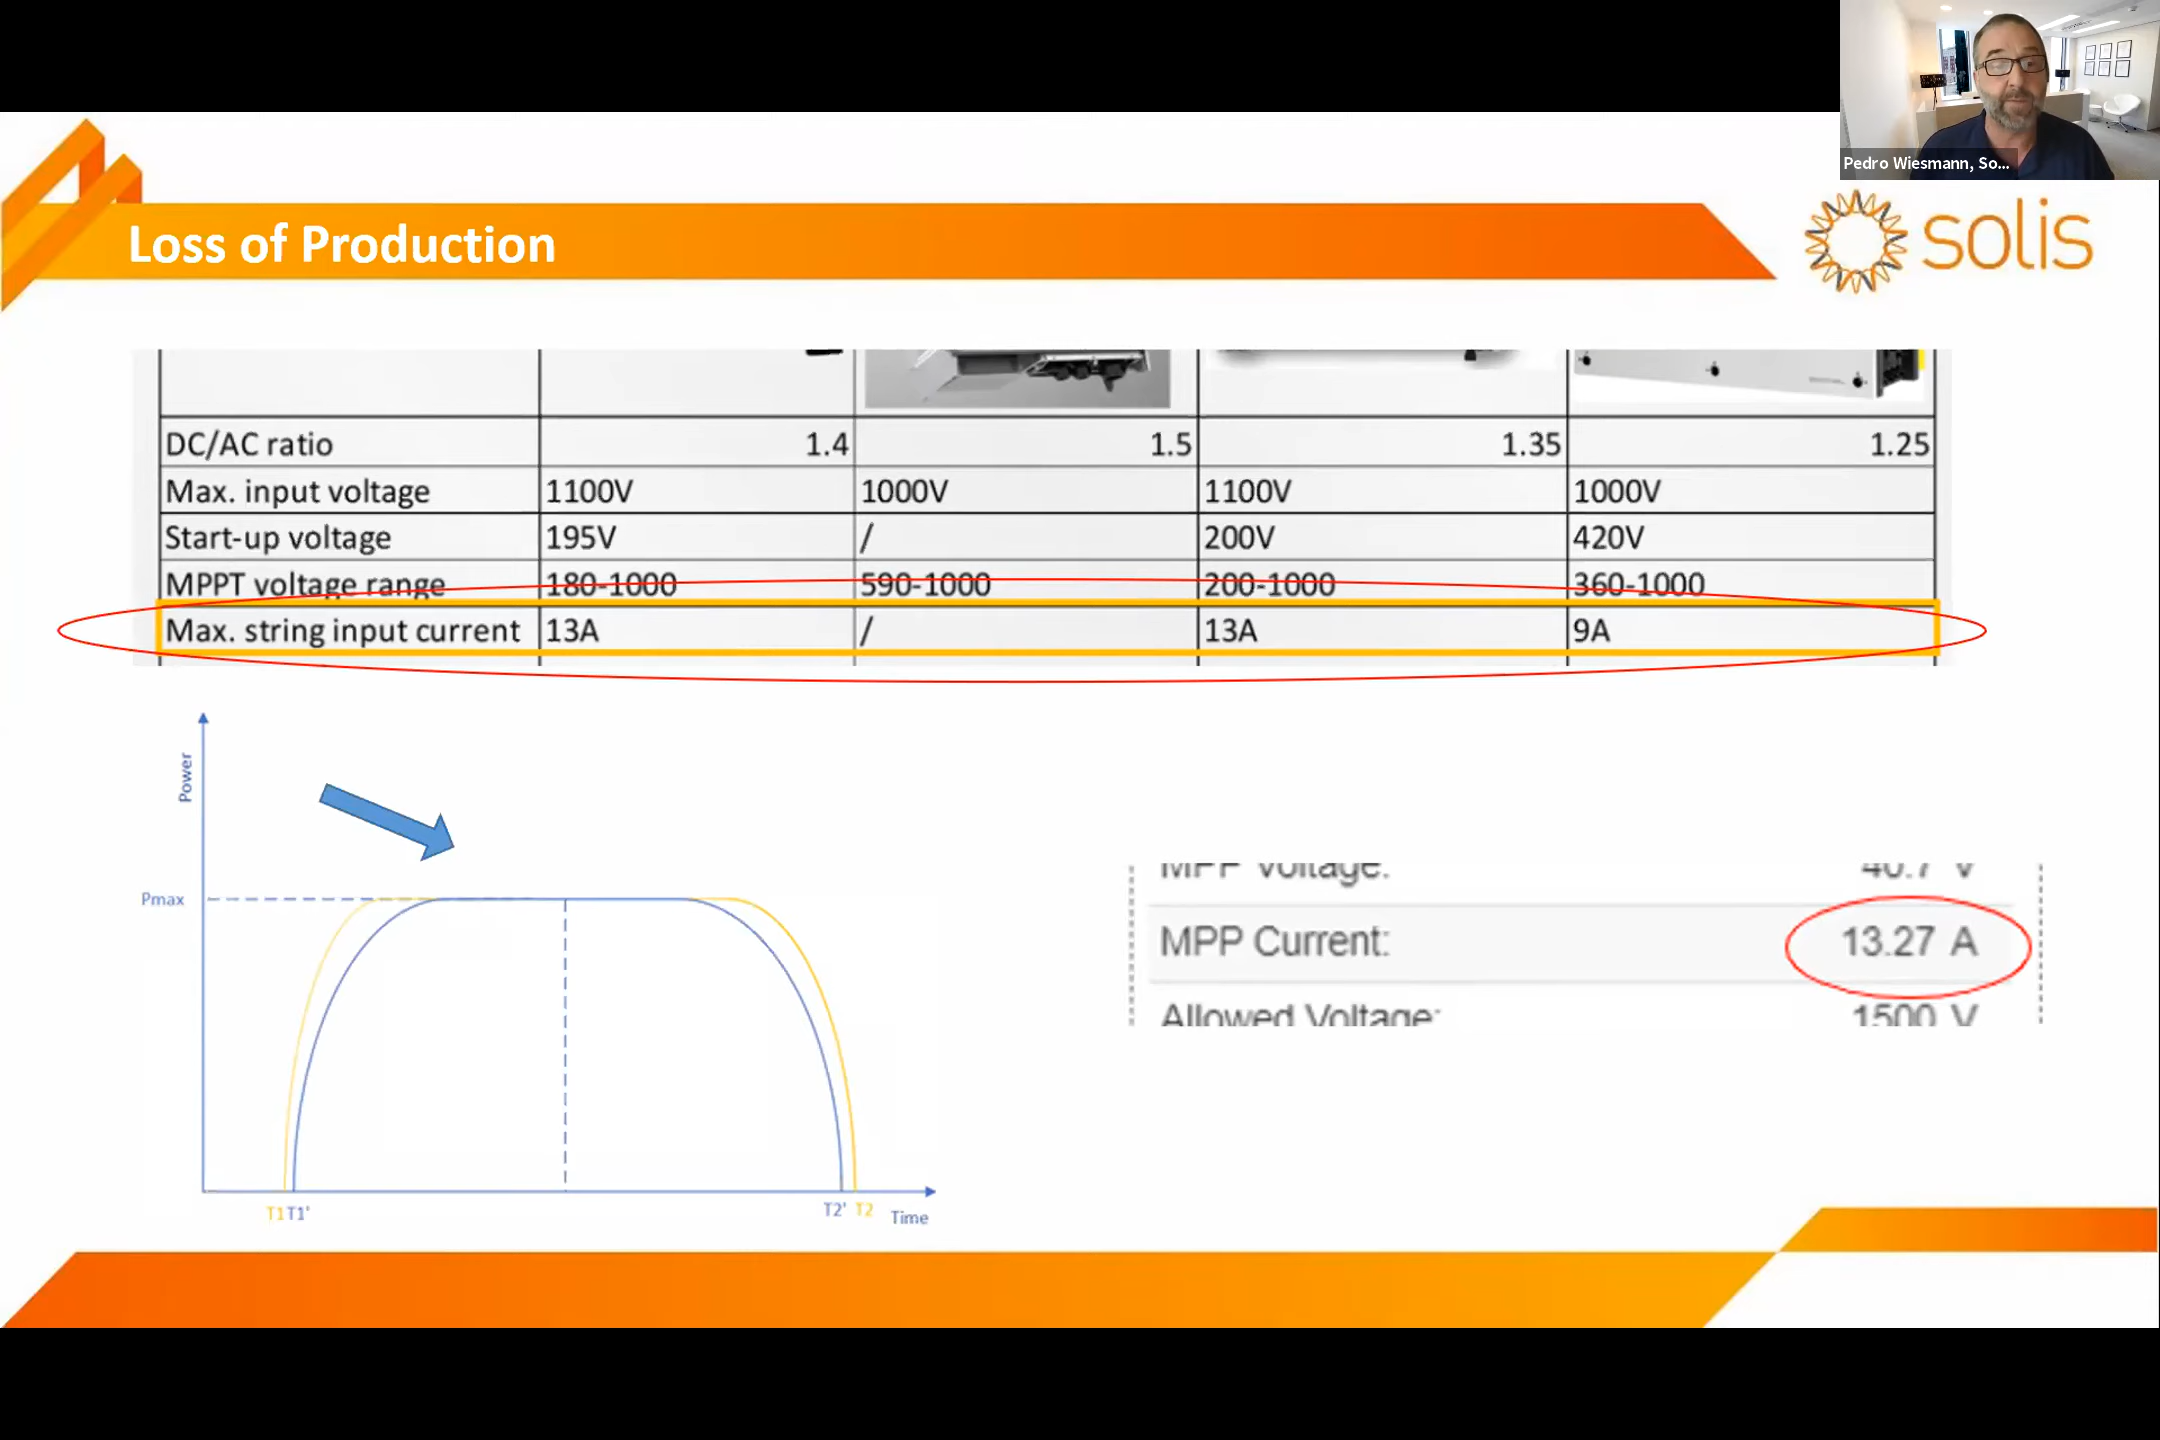 Pedro Wiesmann, So...
Loss of Production
solis
DC/AC ratio 1.4 1.5 1.35 1.25
Max. input voltage 1100V 1000V 1100V 1000V
Start-up voltage 195V / 200V 420V
MPPT voltage range 180-1000 590-1000 200-1000 360-1000
Max. string input current 13A / 13A 9A
Power
Pmax
T1 T1' T2' T2 Time
MPP Voltage: 40.7 V
MPP Current: 13.27 A
Allowed Voltage: 1500 V